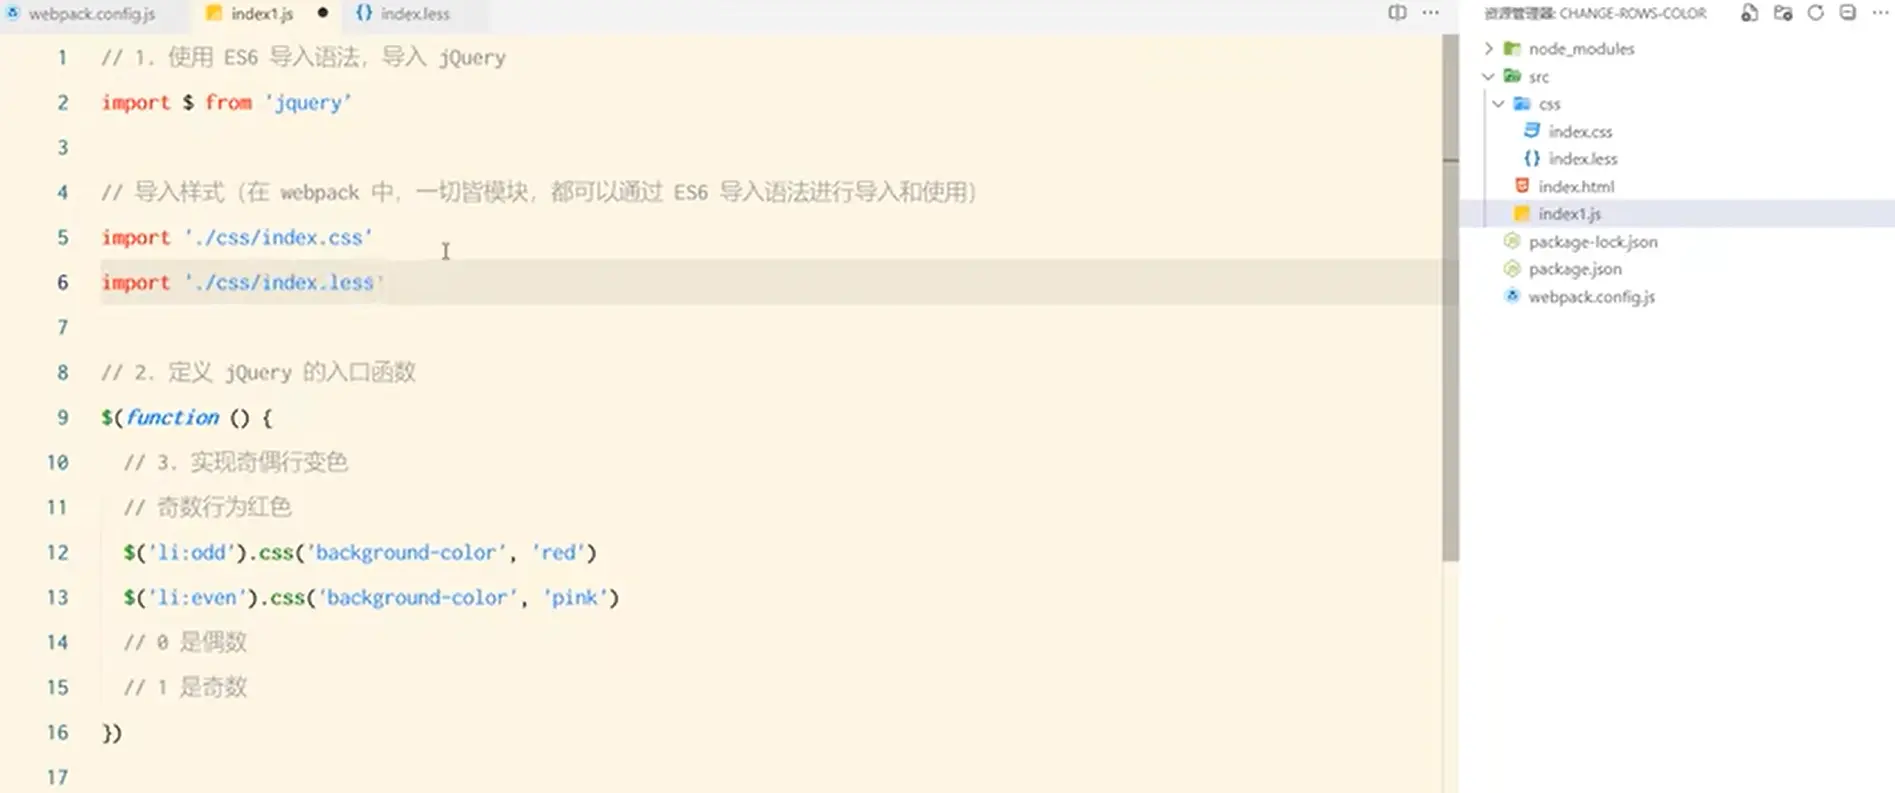 webpack.config.js index1.js index.less
1 // 1. 使用 ES6 导入语法，导入 jQuery
2 import $ from 'jquery'
3
4 // 导入样式（在 webpack 中，一切皆模块，都可以通过 ES6 导入语法进行导入和使用）
5 import './css/index.css'
6 import './css/index.less'
7
8 // 2. 定义 jQuery 的入口函数
9 $(function () {
10 // 3. 实现奇偶行变色
11 // 奇数行为红色
12 $('li:odd').css('background-color', 'red')
13 $('li:even').css('background-color', 'pink')
14 // 0 是偶数
15 // 1 是奇数
16 })
17
资源管理器: CHANGE-ROWS-COLOR
node_modules
src
css
index.css
index.less
index.html
index1.js
package-lock.json
package.json
webpack.config.js